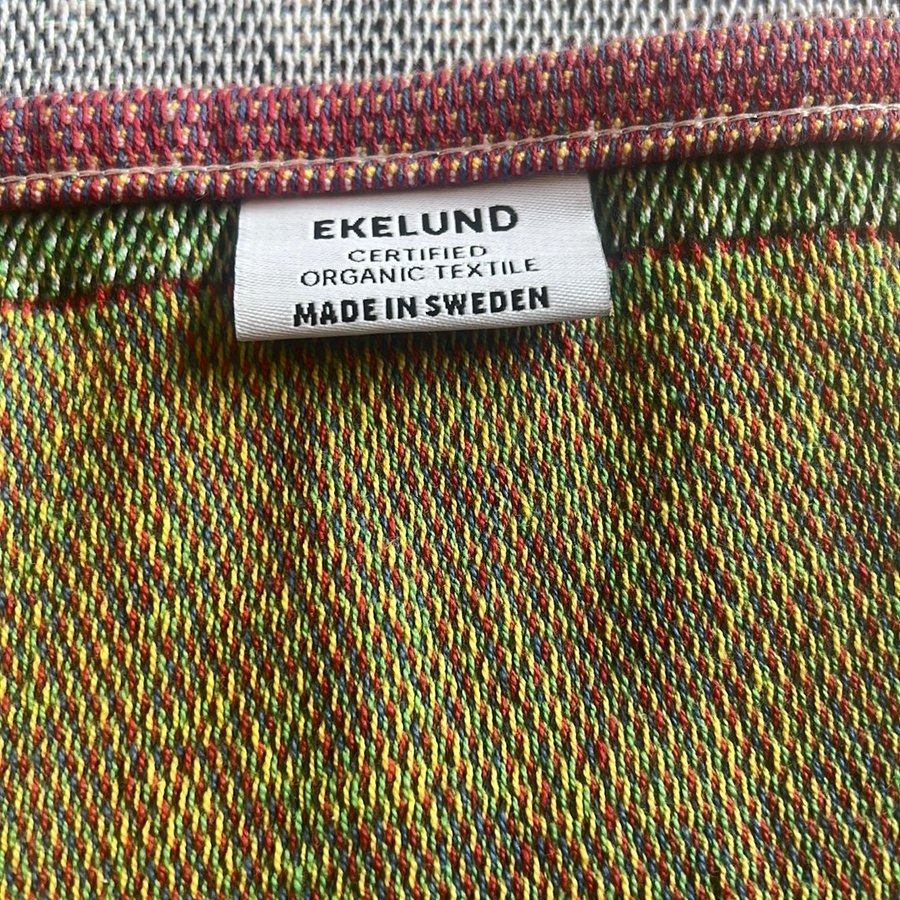 EKELUND
CERTIFIED
ORGANIC TEXTILE
MADE IN SWEDEN